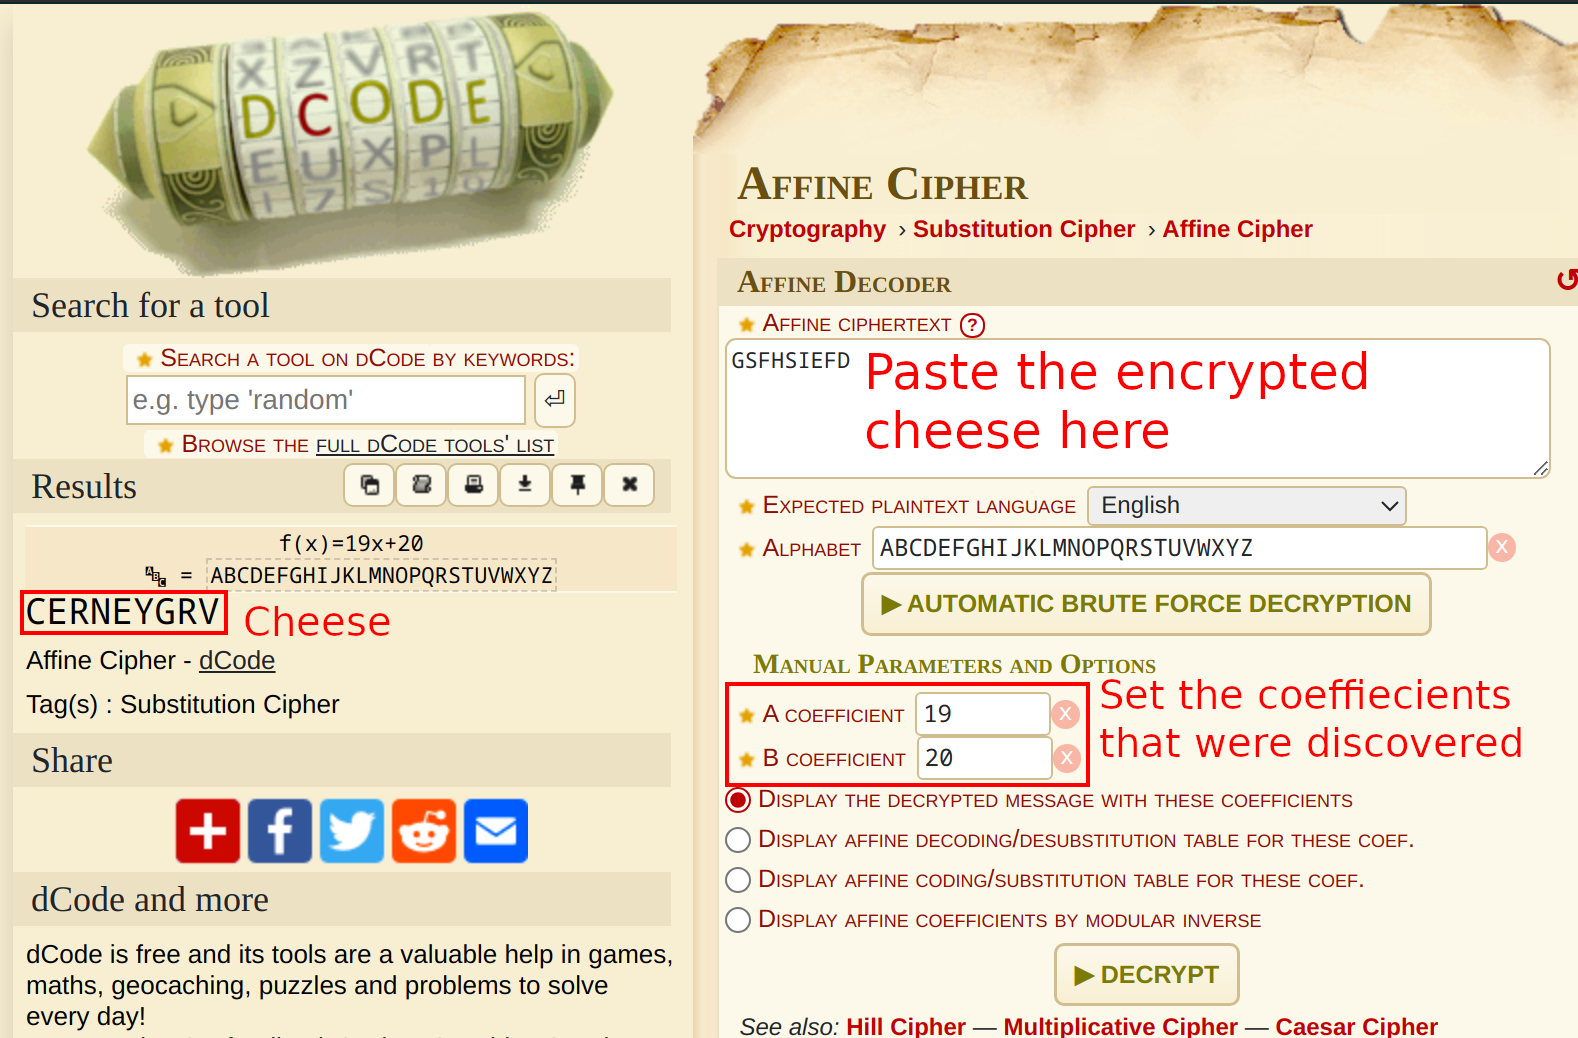 X Z V R T
D C O D E
E U X P L
I 7 S 1 9
Search for a tool
Search a tool on dCode by keywords:
e.g. type 'random'
Browse the full dCode tools' list
Results
f(x)=19x+20
ABC = ABCDEFGHIJKLMNOPQRSTUVWXYZ
CERNEYGRV Cheese
Affine Cipher - dCode
Tag(s) : Substitution Cipher
Share
dCode and more
dCode is free and its tools are a valuable help in games,
maths, geocaching, puzzles and problems to solve
every day!
Affine Cipher
Cryptography › Substitution Cipher › Affine Cipher
Affine Decoder
Affine ciphertext ?
GSFHSIEFD
Paste the encrypted
cheese here
Expected plaintext language English
Alphabet ABCDEFGHIJKLMNOPQRSTUVWXYZ X
▶ AUTOMATIC BRUTE FORCE DECRYPTION
Manual Parameters and Options
A coefficient 19 X
B coefficient 20 X
Set the coeffiecients
that were discovered
Display the decrypted message with these coefficients
Display affine decoding/desubstitution table for these coef.
Display affine coding/substitution table for these coef.
Display affine coefficients by modular inverse
▶ DECRYPT
See also: Hill Cipher — Multiplicative Cipher — Caesar Cipher